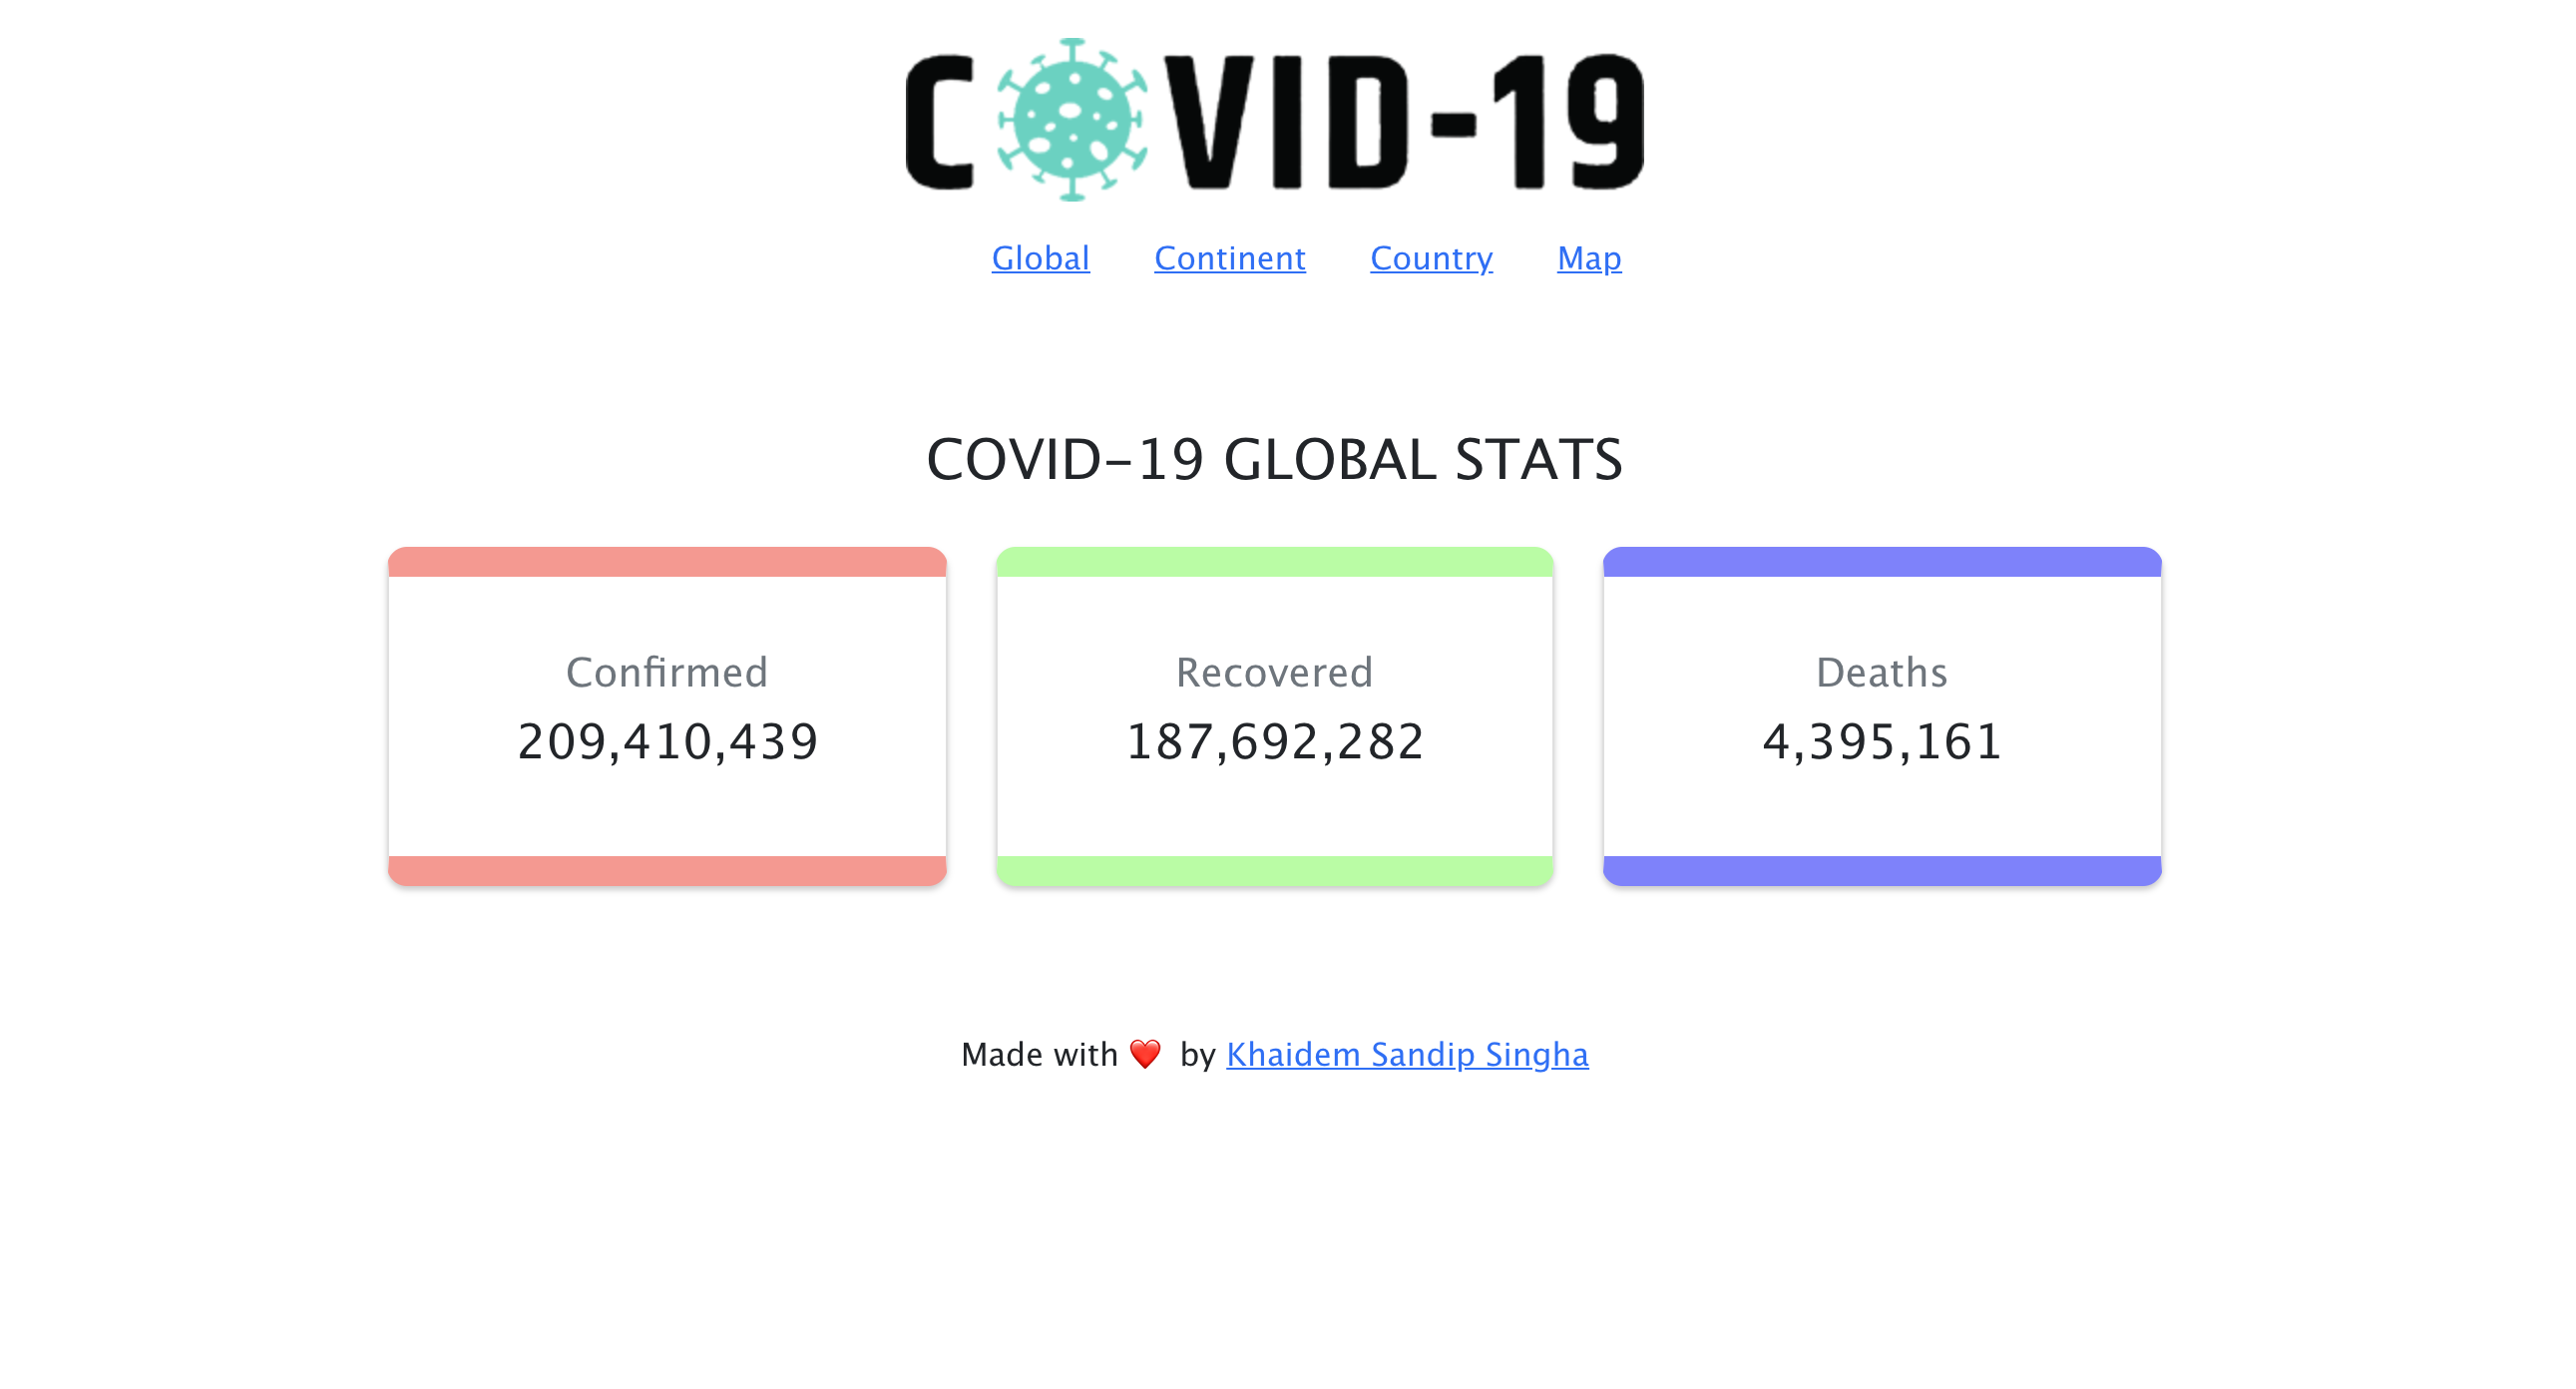 COVID-19
Global Continent Country Map
COVID-19 GLOBAL STATS
Confirmed
209,410,439
Recovered
187,692,282
Deaths
4,395,161
Made with ❤️ by Khaidem Sandip Singha